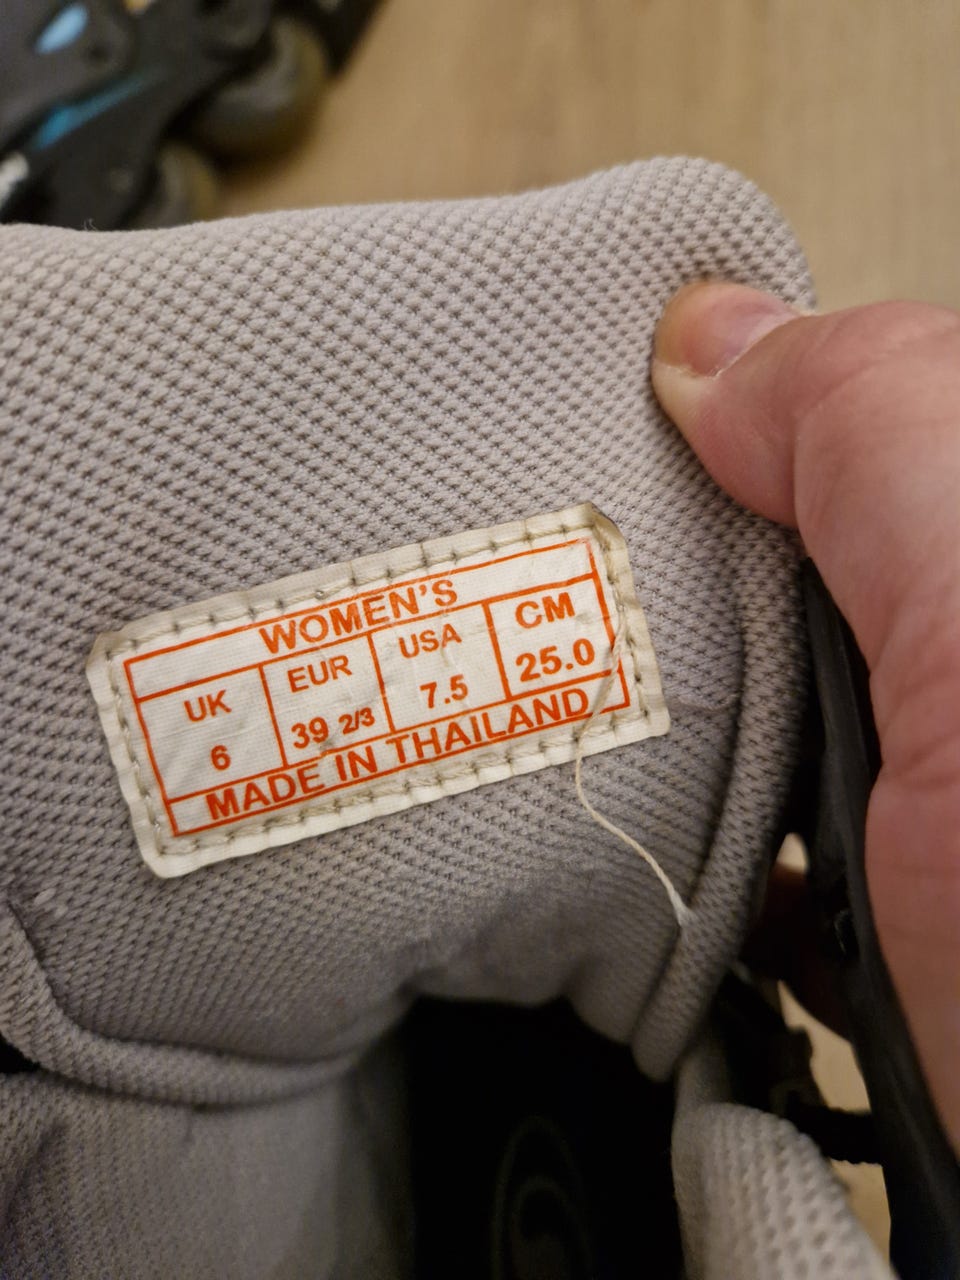 WOMEN'S
UK EUR USA CM
6 39 2/3 7.5 25.0
MADE IN THAILAND